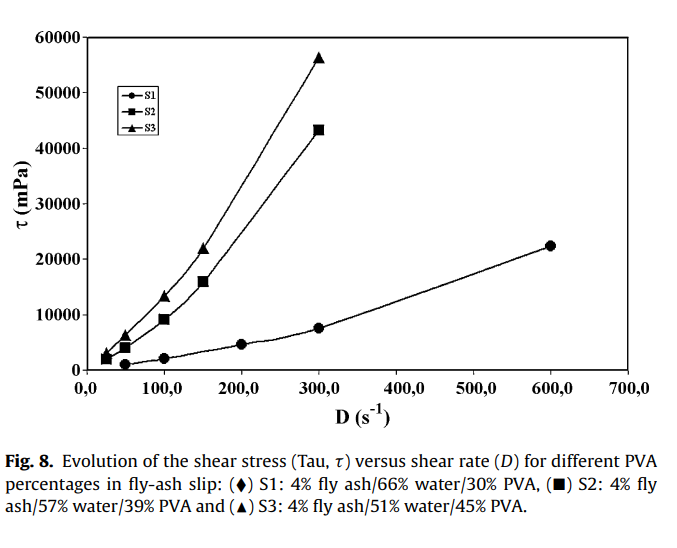 60000
50000
40000
30000
20000
10000
0
τ (mPa)
S1
S2
S3
0,0 100,0 200,0 300,0 400,0 500,0 600,0 700,0
D (s⁻¹)
Fig. 8. Evolution of the shear stress (Tau, τ) versus shear rate (D) for different PVA
percentages in fly-ash slip: (♦) S1: 4% fly ash/66% water/30% PVA, (■) S2: 4% fly
ash/57% water/39% PVA and (▲) S3: 4% fly ash/51% water/45% PVA.